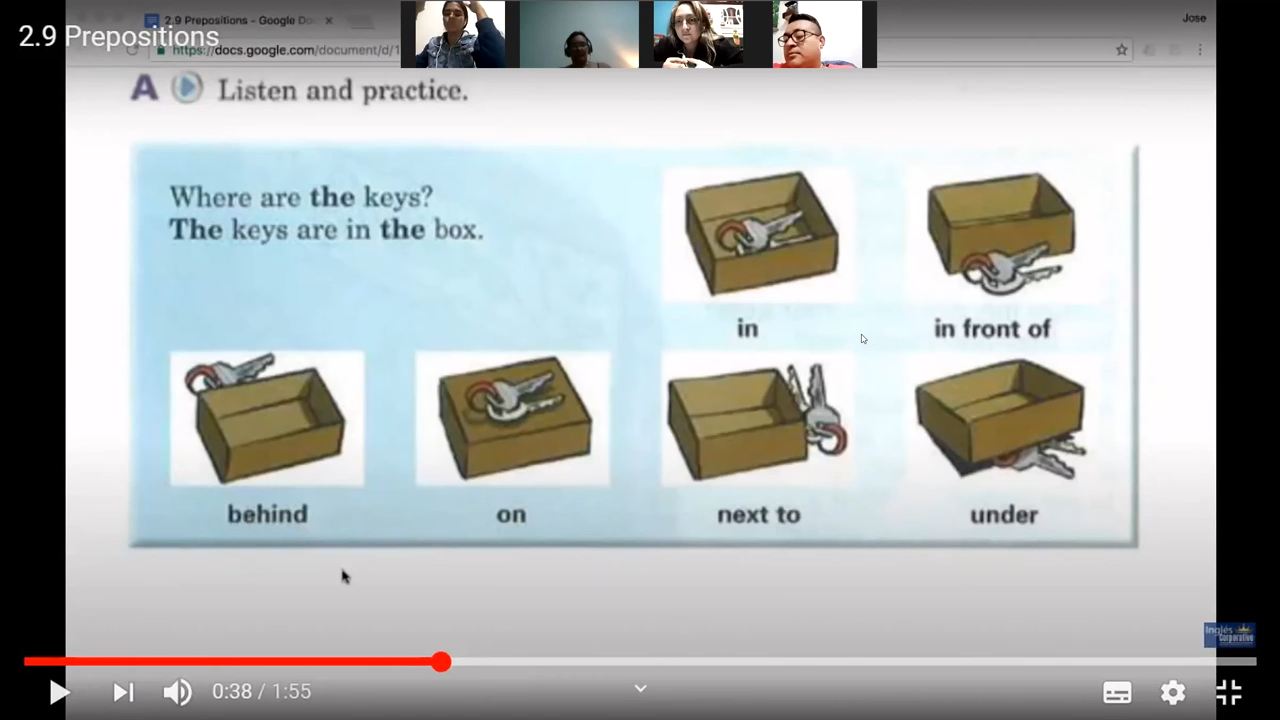 2.9 Prepositions - Google Do
Jose
2.9 Prepositions
https://docs.google.com/document/d/1
A Listen and practice.
Where are the keys?
The keys are in the box.
in
in front of
behind
on
next to
under
Inglés
Corporativo
0:38 / 1:55